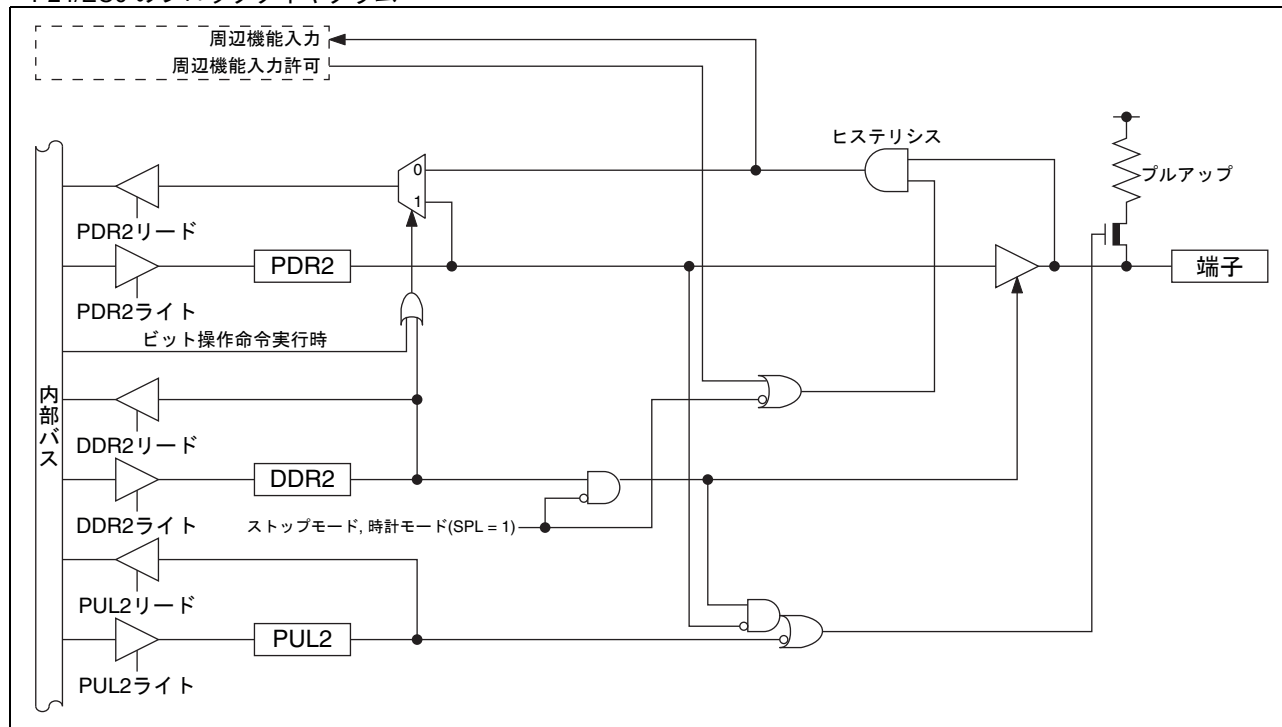 周辺機能入力
周辺機能入力許可
ヒステリシス
プルアップ
0
1
PDR2リード
PDR2
端子
PDR2ライト
ビット操作命令実行時
内部バス
DDR2リード
DDR2
DDR2ライト
ストップモード, 時計モード(SPL = 1)
PUL2リード
PUL2
PUL2ライト